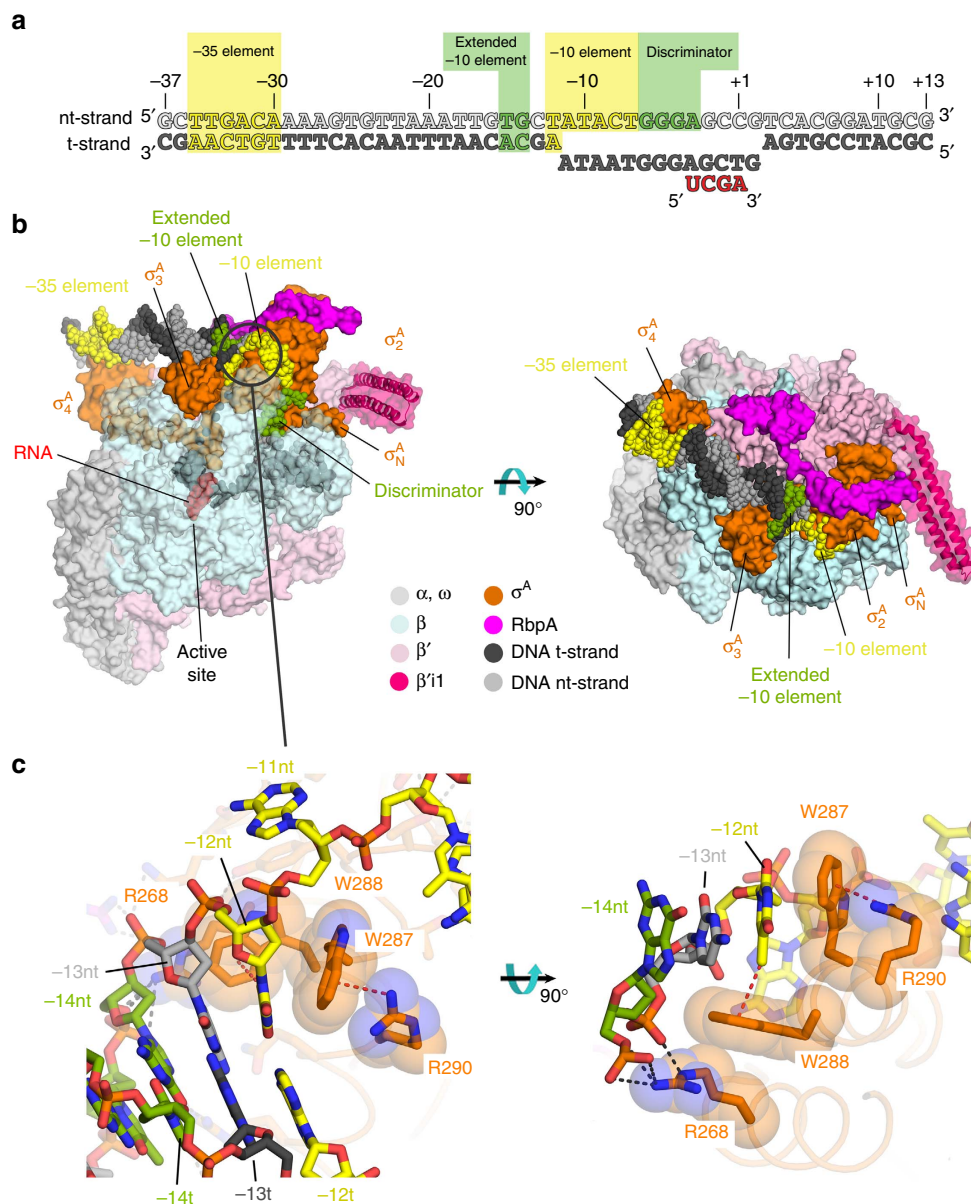 a
–35 element
Extended
–10 element
–10 element
Discriminator
–37 –30 –20 –10 +1 +10 +13
nt-strand 5′ GCTTGACAAAAGTGTTAAATTGTGCTATACTGGGAGCCGTCACGGATGCG 3′
t-strand 3′ CGAACTGTTTTCACAATTTAACACGA AGTGCCTACGC 5′
ATAATGGGAGCTG
UCGA
5′ 3′
b
Extended
–10 element
–10 element
σ3A
–35 element
σ2A
σ4A
RNA
σNA
Discriminator
Active
site
90°
α, ω
β
β′
β′i1
σA
RbpA
DNA t-strand
DNA nt-strand
σ4A
–35 element
σNA
σ2A
σ3A
–10 element
Extended
–10 element
c
–11nt
–12nt
W288
R268
W287
–13nt
–14nt
R290
–14t
–13t
–12t
90°
W287
–12nt
–13nt
–14nt
R290
W288
R268